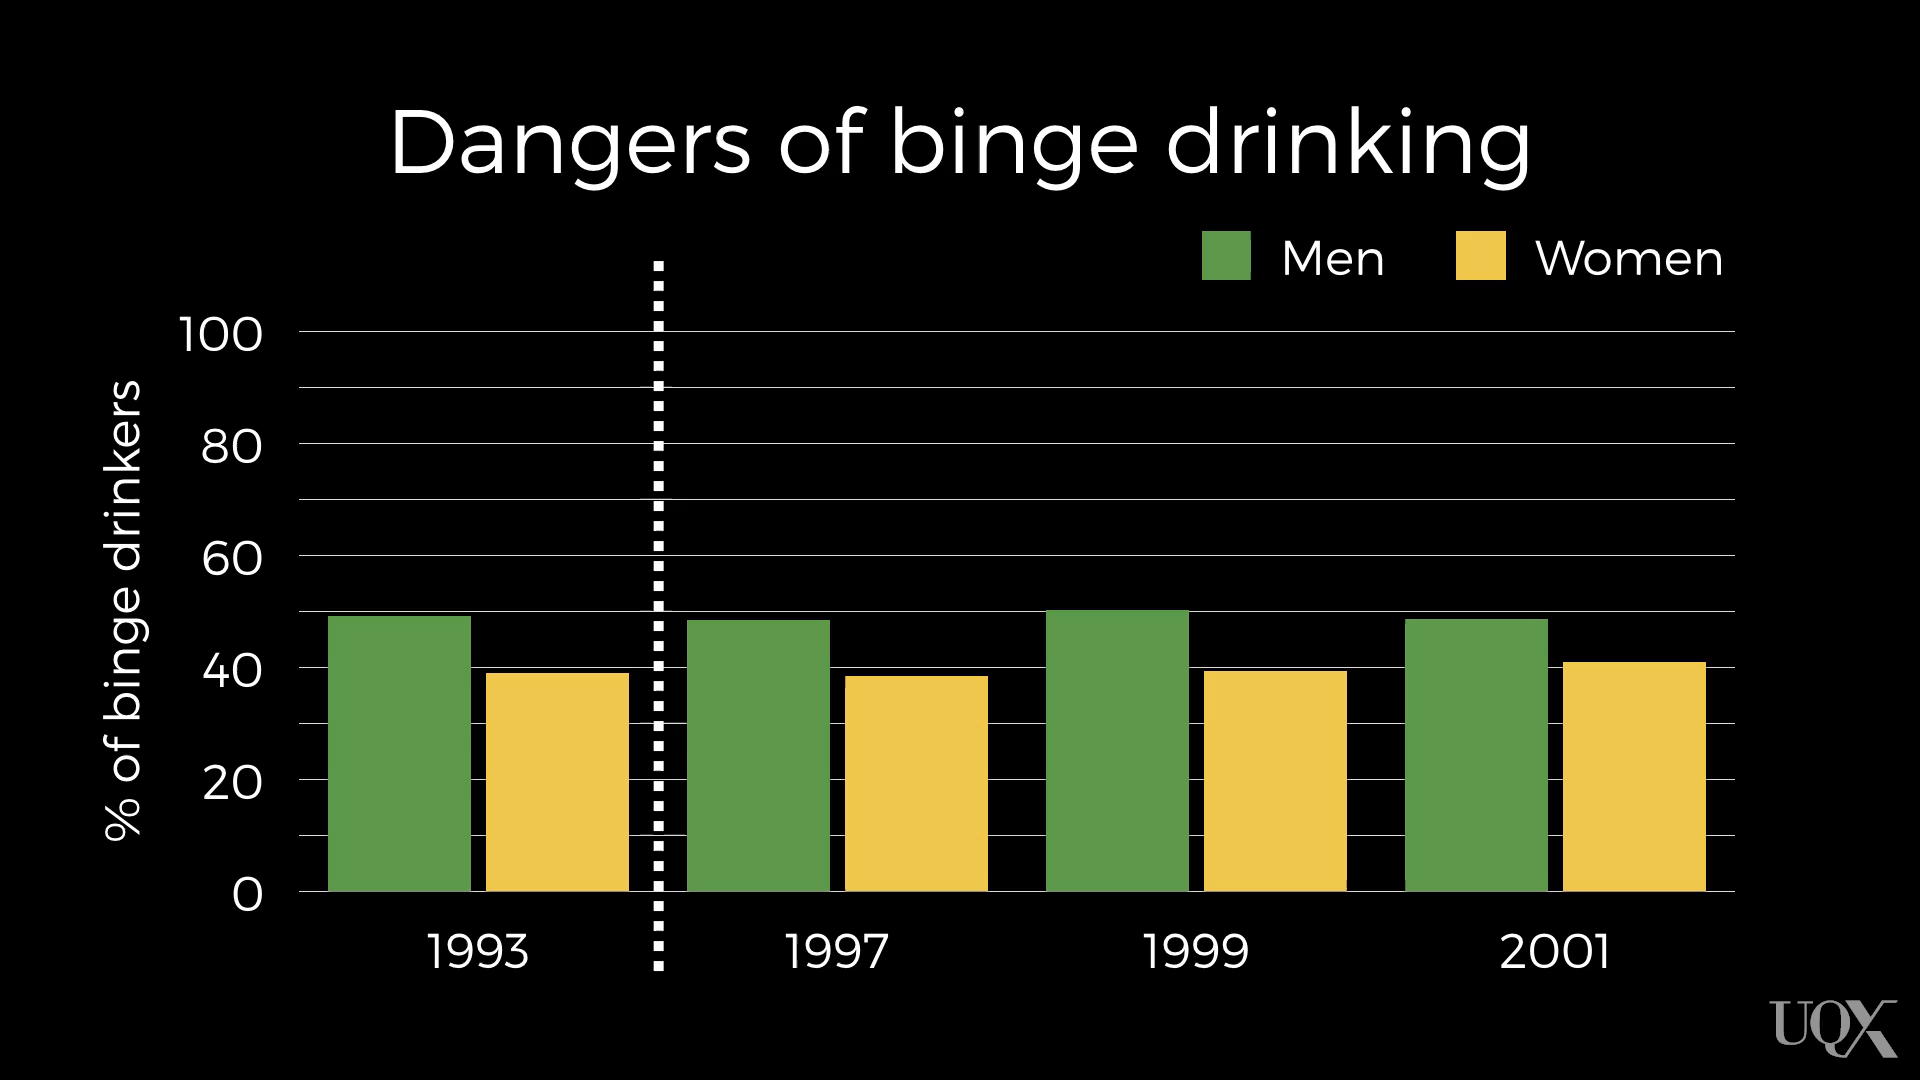 Dangers of binge drinking
Men
Women
100
80
60
40
20
0
% of binge drinkers
1993
1997
1999
2001
UQX